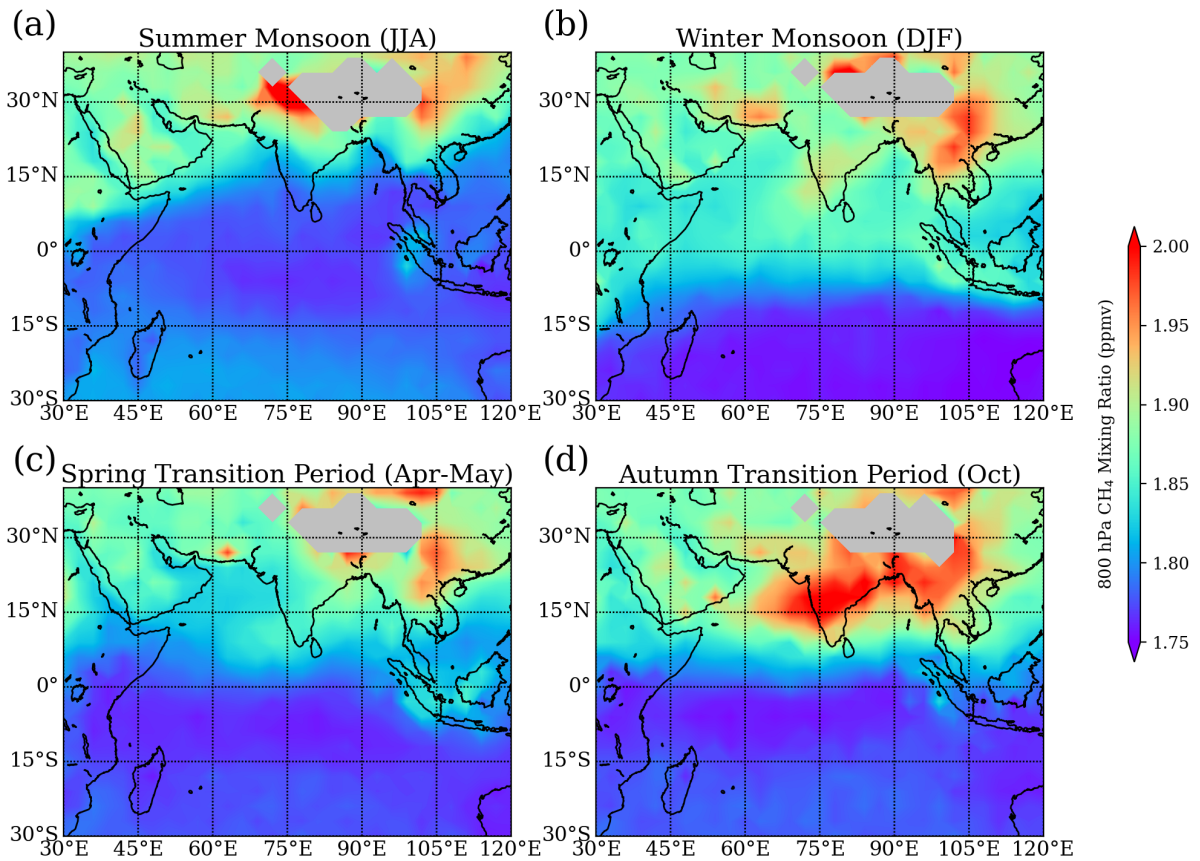 (a)
Summer Monsoon (JJA)
30°N
15°N
0°
15°S
30°S
30°E 45°E 60°E 75°E 90°E 105°E 120°E
(b)
Winter Monsoon (DJF)
30°N
15°N
0°
15°S
30°S
30°E 45°E 60°E 75°E 90°E 105°E 120°E
(c)
Spring Transition Period (Apr-May)
30°N
15°N
0°
15°S
30°S
30°E 45°E 60°E 75°E 90°E 105°E 120°E
(d)
Autumn Transition Period (Oct)
30°N
15°N
0°
15°S
30°S
30°E 45°E 60°E 75°E 90°E 105°E 120°E
800 hPa CH₄ Mixing Ratio (ppmv)
2.00
1.95
1.90
1.85
1.80
1.75